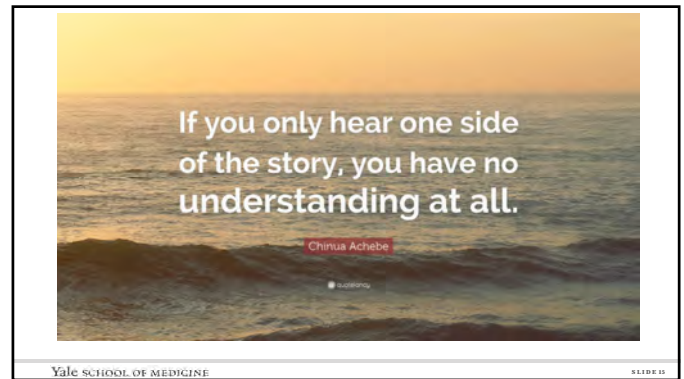 If you only hear one side
of the story, you have no
understanding at all.
Chinua Achebe
quotefancy
Yale SCHOOL OF MEDICINE
SLIDE 15